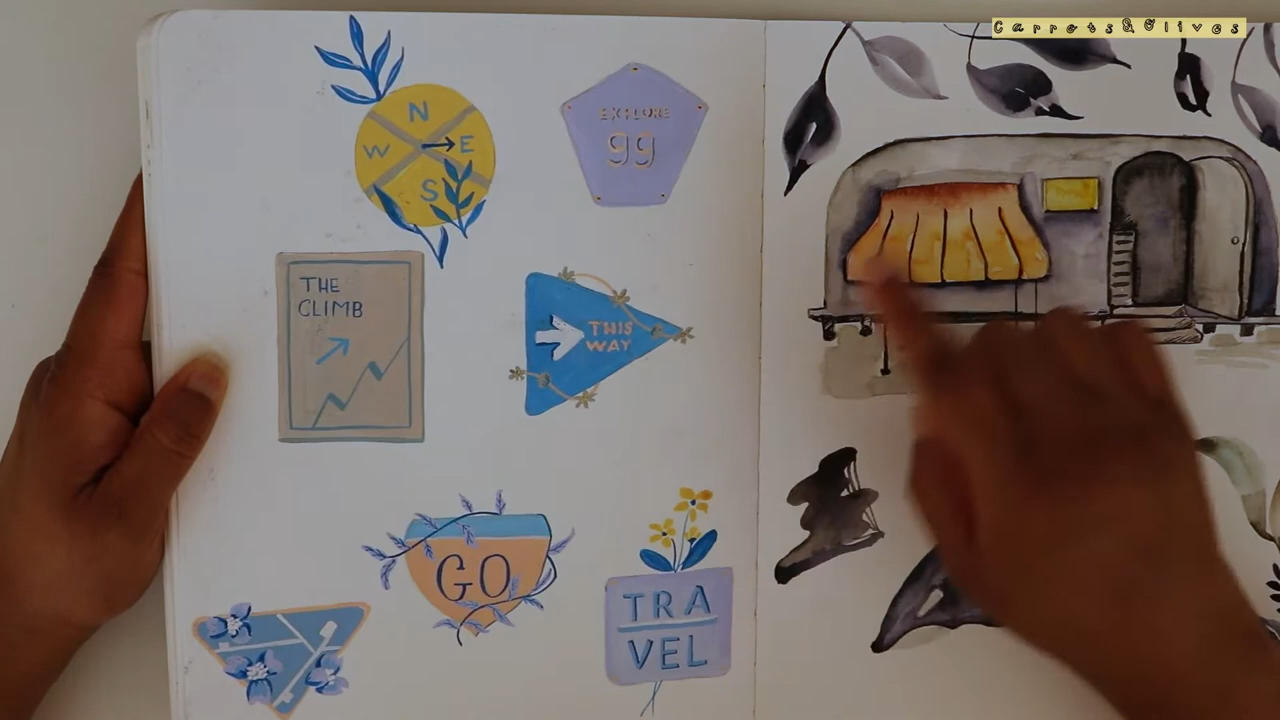 Carrots&Olives
N
W E
S
EXPLORE
99
THE
CLIMB
THIS
WAY
GO
TRA
VEL